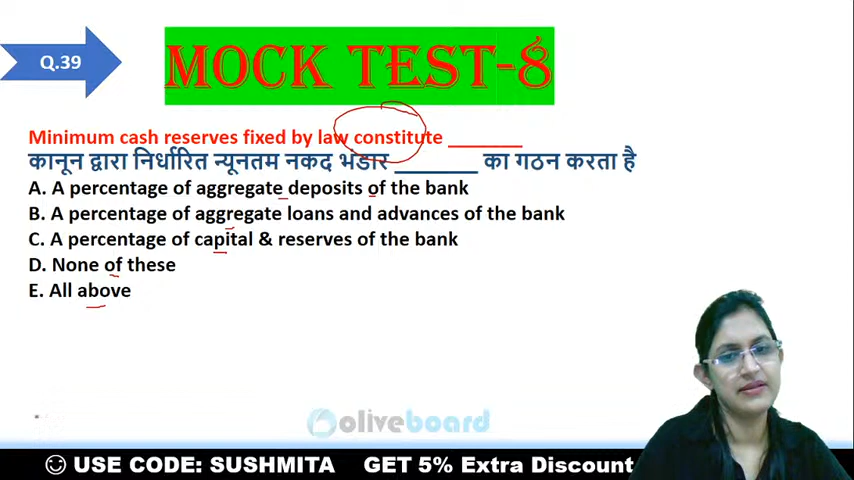 Q.39
MOCK TEST-8
Minimum cash reserves fixed by law constitute ________
कानून द्वारा निर्धारित न्यूनतम नकद भंडार ________ का गठन करता है
A. A percentage of aggregate deposits of the bank
B. A percentage of aggregate loans and advances of the bank
C. A percentage of capital & reserves of the bank
D. None of these
E. All above
oliveboard
USE CODE: SUSHMITA GET 5% Extra Discount